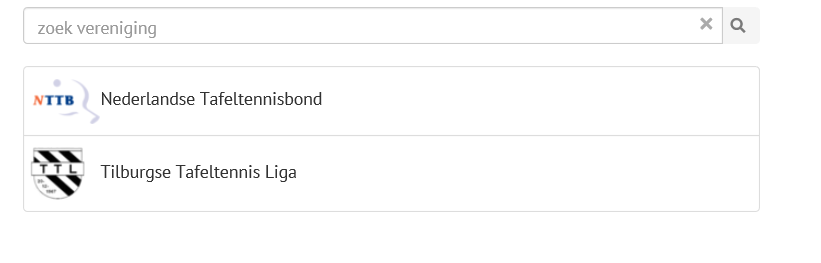 zoek vereniging
NTTB Nederlandse Tafeltennisbond
TTL Tilburgse Tafeltennis Liga